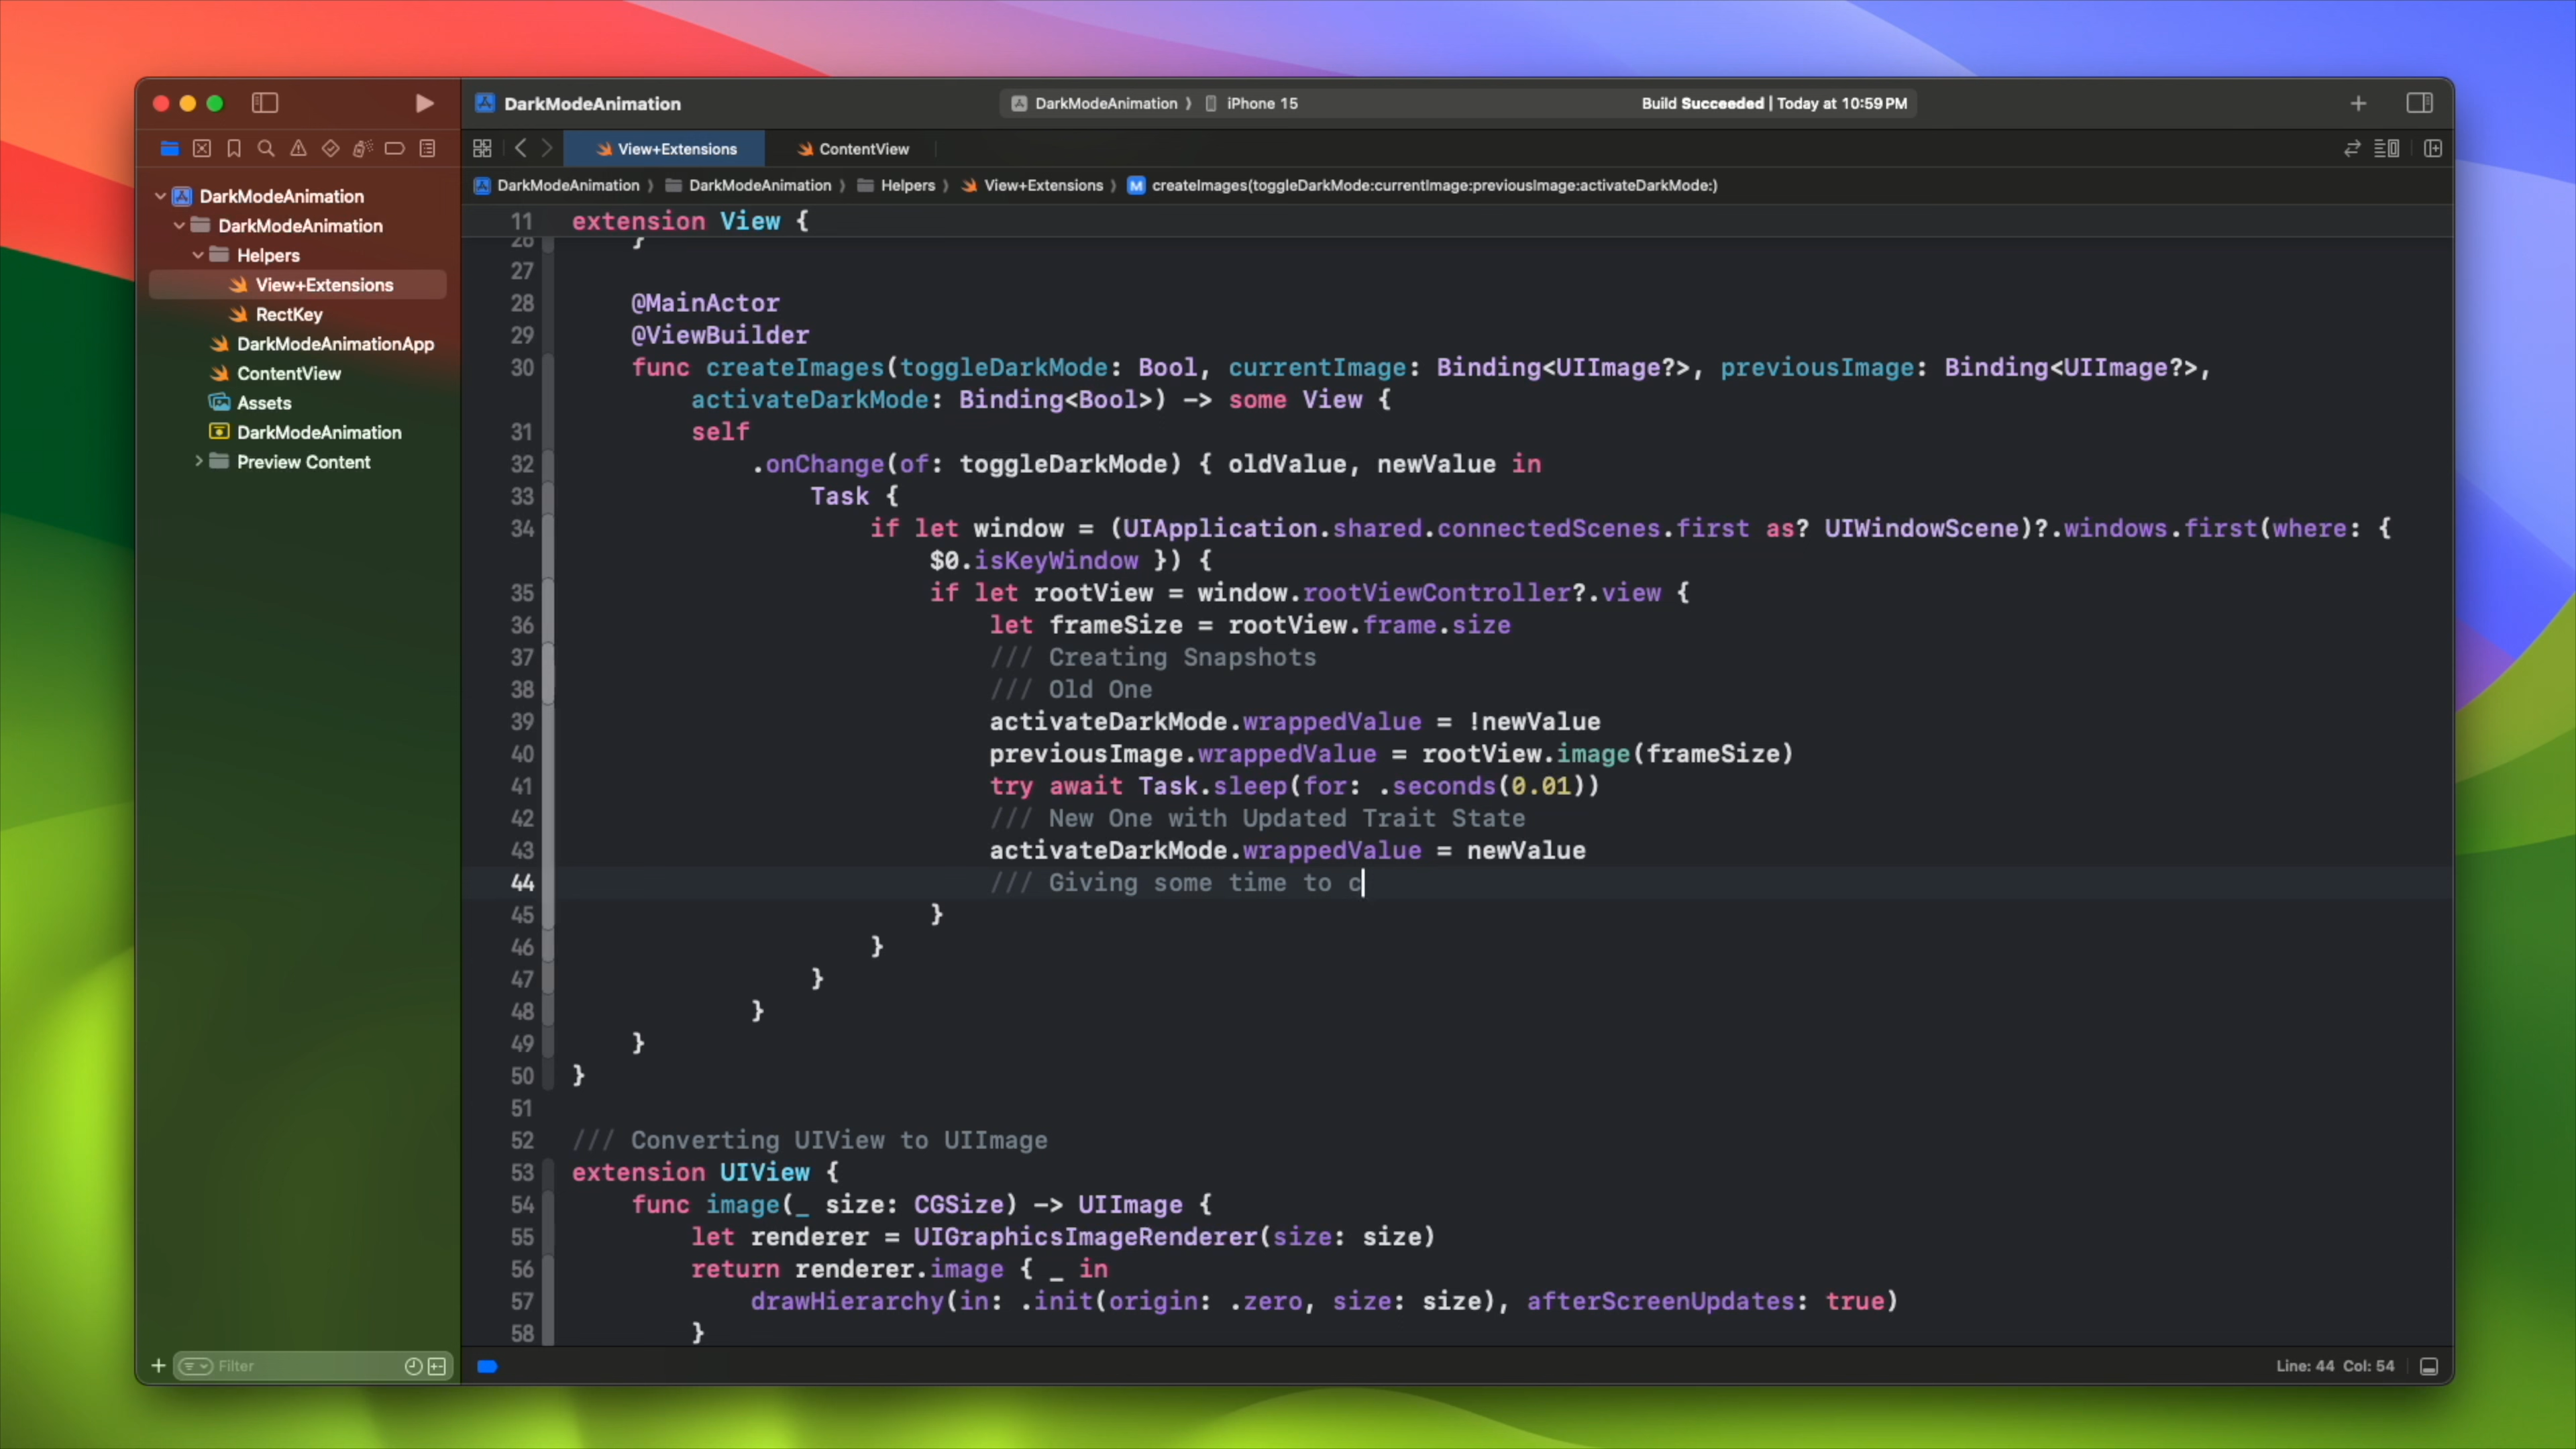 DarkModeAnimation
DarkModeAnimation ⟩ iPhone 15
Build Succeeded | Today at 10:59 PM
View+Extensions
ContentView
DarkModeAnimation ⟩ DarkModeAnimation ⟩ Helpers ⟩ View+Extensions ⟩ M createImages(toggleDarkMode:currentImage:previousImage:activateDarkMode:)
DarkModeAnimation
DarkModeAnimation
Helpers
View+Extensions
RectKey
DarkModeAnimationApp
ContentView
Assets
DarkModeAnimation
Preview Content
Filter
11 extension View {
26 }
27
28 @MainActor
29 @ViewBuilder
30 func createImages(toggleDarkMode: Bool, currentImage: Binding<UIImage?>, previousImage: Binding<UIImage?>,
activateDarkMode: Binding<Bool>) -> some View {
31 self
32 .onChange(of: toggleDarkMode) { oldValue, newValue in
33 Task {
34 if let window = (UIApplication.shared.connectedScenes.first as? UIWindowScene)?.windows.first(where: {
$0.isKeyWindow }) {
35 if let rootView = window.rootViewController?.view {
36 let frameSize = rootView.frame.size
37 /// Creating Snapshots
38 /// Old One
39 activateDarkMode.wrappedValue = !newValue
40 previousImage.wrappedValue = rootView.image(frameSize)
41 try await Task.sleep(for: .seconds(0.01))
42 /// New One with Updated Trait State
43 activateDarkMode.wrappedValue = newValue
44 /// Giving some time to c
45 }
46 }
47 }
48 }
49 }
50 }
51
52 /// Converting UIView to UIImage
53 extension UIView {
54 func image(_ size: CGSize) -> UIImage {
55 let renderer = UIGraphicsImageRenderer(size: size)
56 return renderer.image { _ in
57 drawHierarchy(in: .init(origin: .zero, size: size), afterScreenUpdates: true)
58 }
Line: 44 Col: 54